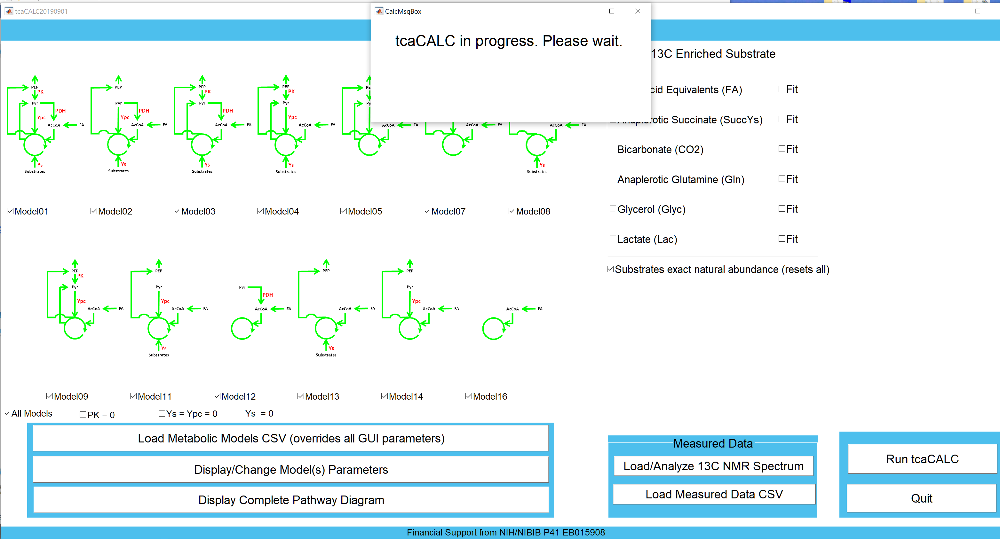 tcaCALC20190901
CalcMsgBox
tcaCALC in progress. Please wait.
13C Enriched Substrate
cid Equivalents (FA)
Fit
Anaplerotic Succinate (SuccYs)
Fit
Bicarbonate (CO2)
Fit
Anaplerotic Glutamine (Gln)
Fit
Glycerol (Glyc)
Fit
Lactate (Lac)
Fit
Substrates exact natural abundance (resets all)
PEP
PK
Pyr
PDH
Ypc
AcCoA
FA
Ys
Substrates
PEP
Pyr
PDH
Ypc
AcCoA
FA
Ys
Substrates
PEP
PK
Pyr
PDH
AcCoA
FA
Ys
Substrates
PEP
PK
Pyr
Ypc
AcCoA
FA
Ys
Substrates
PE
Py
AcCoA
FA
AcCoA
FA
AcCoA
FA
Ys
Substrates
Model01
Model02
Model03
Model04
Model05
Model07
Model08
PEP
PK
Pyr
Ypc
AcCoA
FA
PEP
Pyr
Ypc
AcCoA
FA
Ys
Substrates
Pyr
PDH
AcCoA
FA
PEP
AcCoA
FA
Ys
Substrates
PEP
Pyr
Ypc
AcCoA
FA
AcCoA
FA
Model09
Model11
Model12
Model13
Model14
Model16
All Models
PK = 0
Ys = Ypc = 0
Ys = 0
Load Metabolic Models CSV (overrides all GUI parameters)
Display/Change Model(s) Parameters
Display Complete Pathway Diagram
Measured Data
Load/Analyze 13C NMR Spectrum
Load Measured Data CSV
Run tcaCALC
Quit
Financial Support from NIH/NIBIB P41 EB015908